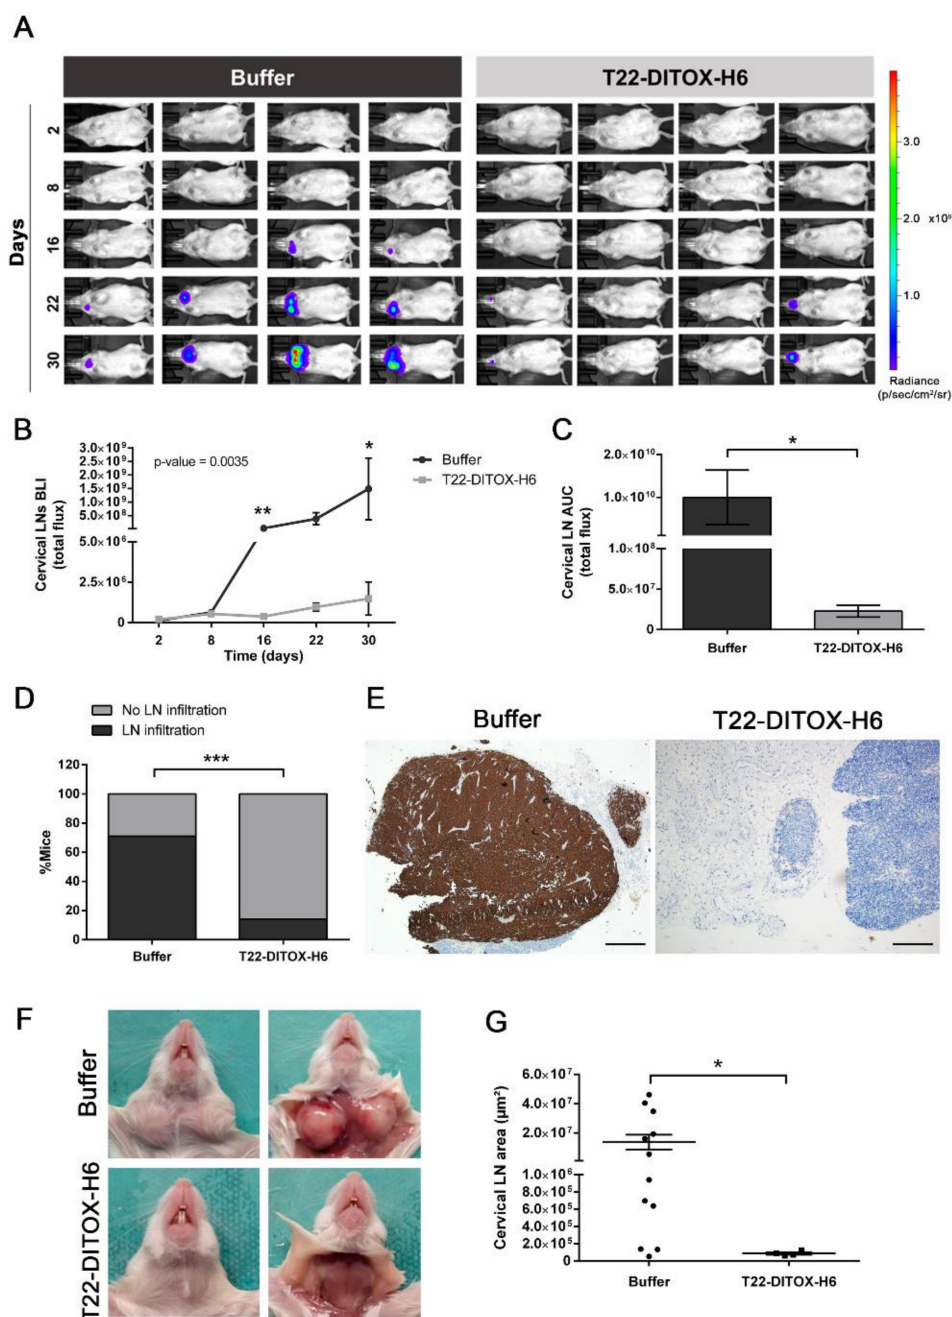 A
Buffer
T22-DITOX-H6
Days
2
8
16
22
30
3.0
2.0
x10⁸
1.0
Radiance
(p/sec/cm²/sr)
B
p-value = 0.0035
Buffer
T22-DITOX-H6
Cervical LNs BLI
(total flux)
3.0×10⁹
2.5×10⁹
2.0×10⁹
1.5×10⁹
1.0×10⁹
5.0×10⁸
5.0×10⁶
2.5×10⁶
0
**
*
2 8 16 22 30
Time (days)
C
Cervical LN AUC
(total flux)
2.0×10¹⁰
1.0×10¹⁰
1.0×10⁸
5.0×10⁷
0
*
Buffer T22-DITOX-H6
D
No LN infiltration
LN infiltration
%Mice
120
100
80
60
40
20
0
***
Buffer T22-DITOX-H6
E
Buffer
T22-DITOX-H6
F
Buffer
T22-DITOX-H6
G
Cervical LN area (µm²)
6.0×10⁷
4.0×10⁷
2.0×10⁷
1.0×10⁶
8.0×10⁵
6.0×10⁵
4.0×10⁵
2.0×10⁵
0
*
Buffer T22-DITOX-H6